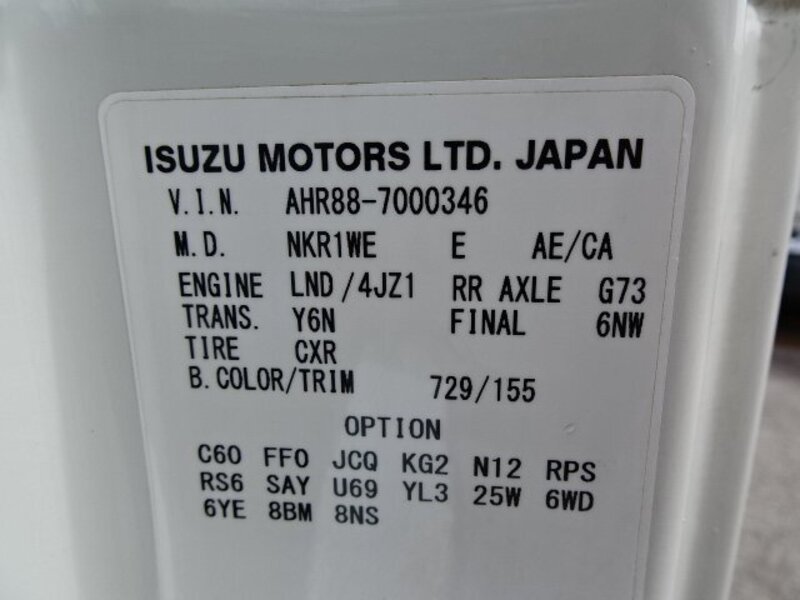 ISUZU MOTORS LTD. JAPAN
V.I.N. AHR88-7000346
M.D. NKR1WE E AE/CA
ENGINE LND/4JZ1 RR AXLE G73
TRANS. Y6N FINAL 6NW
TIRE CXR
B.COLOR/TRIM 729/155
OPTION
C60 FF0 JCQ KG2 N12 RPS
RS6 SAY U69 YL3 25W 6WD
6YE 8BM 8NS